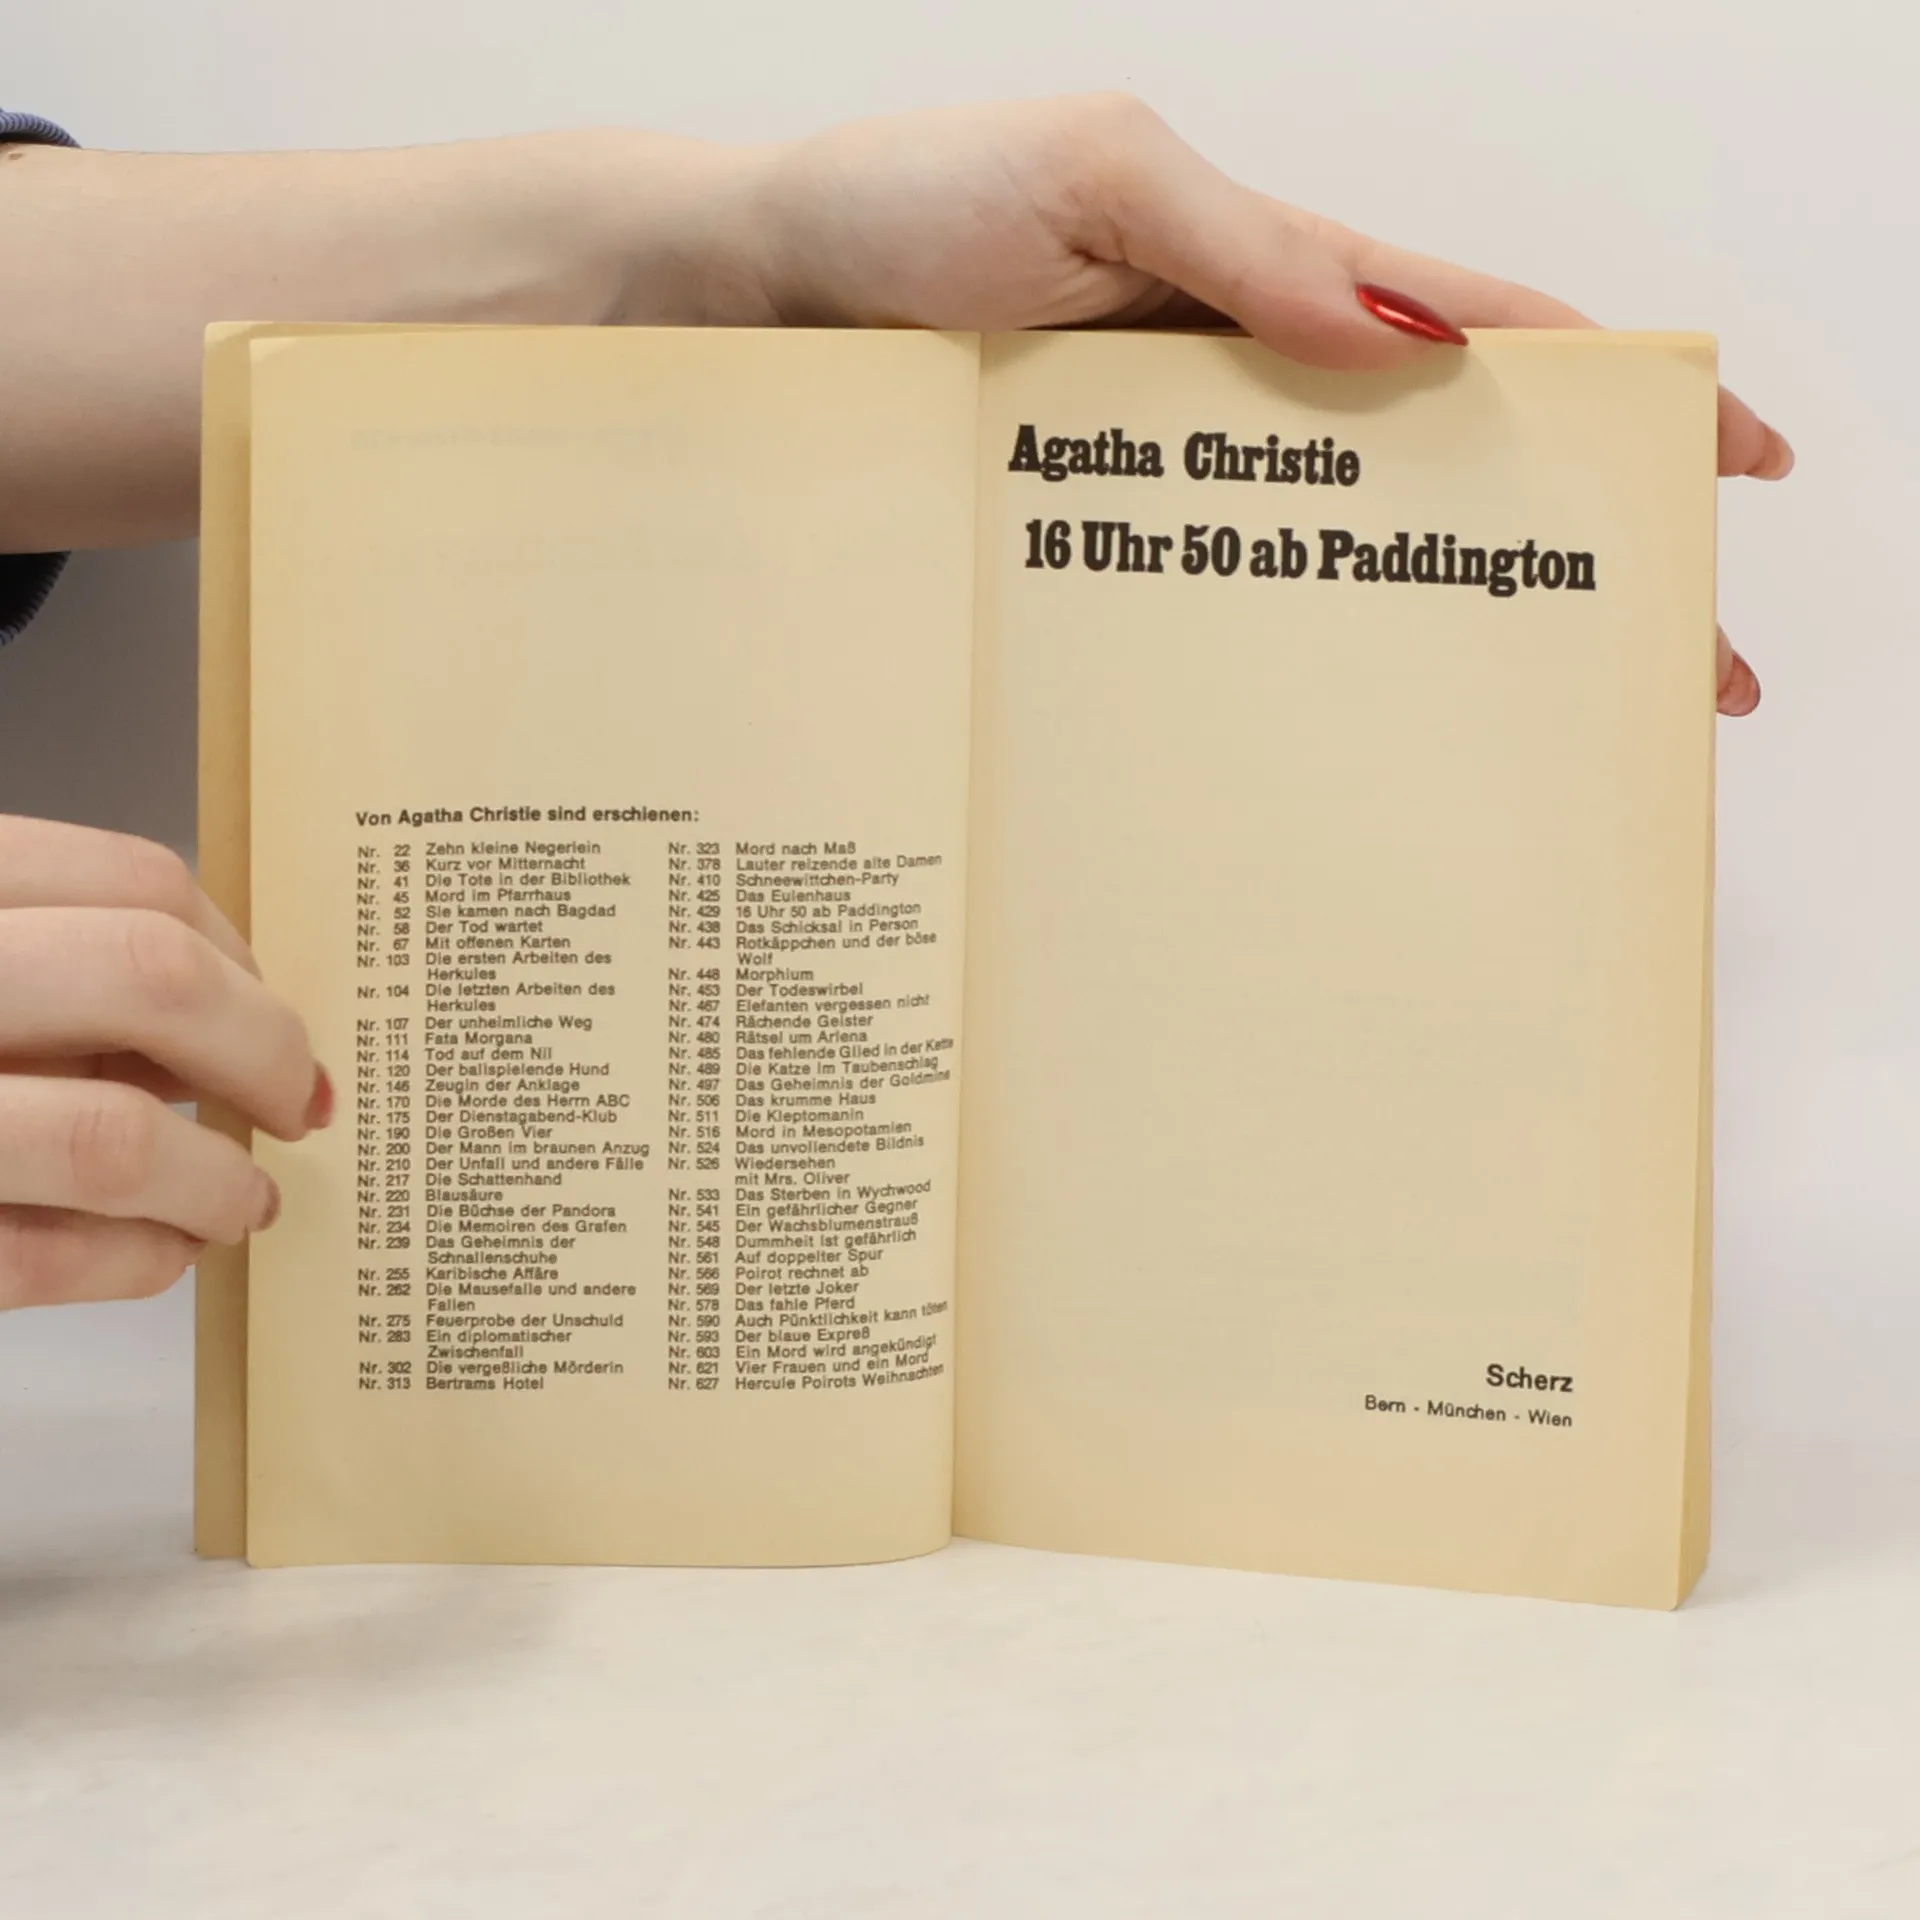 Von Agatha Christie sind erschienen:
Nr. 22 Zehn kleine Negerlein
Nr. 36 Kurz vor Mitternacht
Nr. 41 Die Tote in der Bibliothek
Nr. 45 Mord im Pfarrhaus
Nr. 52 Sie kamen nach Bagdad
Nr. 58 Der Tod wartet
Nr. 67 Mit offenen Karten
Nr. 103 Die ersten Arbeiten des
Herkules
Nr. 104 Die letzten Arbeiten des
Herkules
Nr. 107 Der unheimliche Weg
Nr. 111 Fata Morgana
Nr. 114 Tod auf dem Nil
Nr. 120 Der ballspielende Hund
Nr. 146 Zeugin der Anklage
Nr. 170 Die Morde des Herrn ABC
Nr. 175 Der Dienstagabend-Klub
Nr. 190 Die Großen Vier
Nr. 200 Der Mann im braunen Anzug
Nr. 210 Der Unfall und andere Fälle
Nr. 217 Die Schattenhand
Nr. 220 Blausäure
Nr. 231 Die Büchse der Pandora
Nr. 234 Die Memoiren des Grafen
Nr. 239 Das Geheimnis der
Schnallenschuhe
Nr. 255 Karibische Affäre
Nr. 262 Die Mausefalle und andere
Fallen
Nr. 275 Feuerprobe der Unschuld
Nr. 283 Ein diplomatischer
Zwischenfall
Nr. 302 Die vergeßliche Mörderin
Nr. 313 Bertrams Hotel
Nr. 323 Mord nach Maß
Nr. 378 Lauter reizende alte Damen
Nr. 410 Schneewittchen-Party
Nr. 425 Das Eulenhaus
Nr. 429 16 Uhr 50 ab Paddington
Nr. 438 Das Schicksal in Person
Nr. 443 Rotkäppchen und der böse
Wolf
Nr. 448 Morphium
Nr. 453 Der Todeswirbel
Nr. 467 Elefanten vergessen nicht
Nr. 474 Rächende Geister
Nr. 480 Rätsel um Arlena
Nr. 485 Das fehlende Glied in der Kette
Nr. 489 Die Katze im Taubenschlag
Nr. 497 Das Geheimnis der Goldmine
Nr. 506 Das krumme Haus
Nr. 511 Die Kleptomanin
Nr. 516 Mord in Mesopotamien
Nr. 524 Das unvollendete Bildnis
Nr. 526 Wiedersehen
mit Mrs. Oliver
Nr. 533 Das Sterben in Wychwood
Nr. 541 Ein gefährlicher Gegner
Nr. 545 Der Wachsblumenstrauß
Nr. 548 Dummheit ist gefährlich
Nr. 561 Auf doppelter Spur
Nr. 566 Poirot rechnet ab
Nr. 569 Der letzte Joker
Nr. 578 Das fahle Pferd
Nr. 590 Auch Pünktlichkeit kann töten
Nr. 593 Der blaue Expreß
Nr. 603 Ein Mord wird angekündigt
Nr. 621 Vier Frauen und ein Mord
Nr. 627 Hercule Poirots Weihnachten
Agatha Christie
16 Uhr 50 ab Paddington
Scherz
Bern - München - Wien